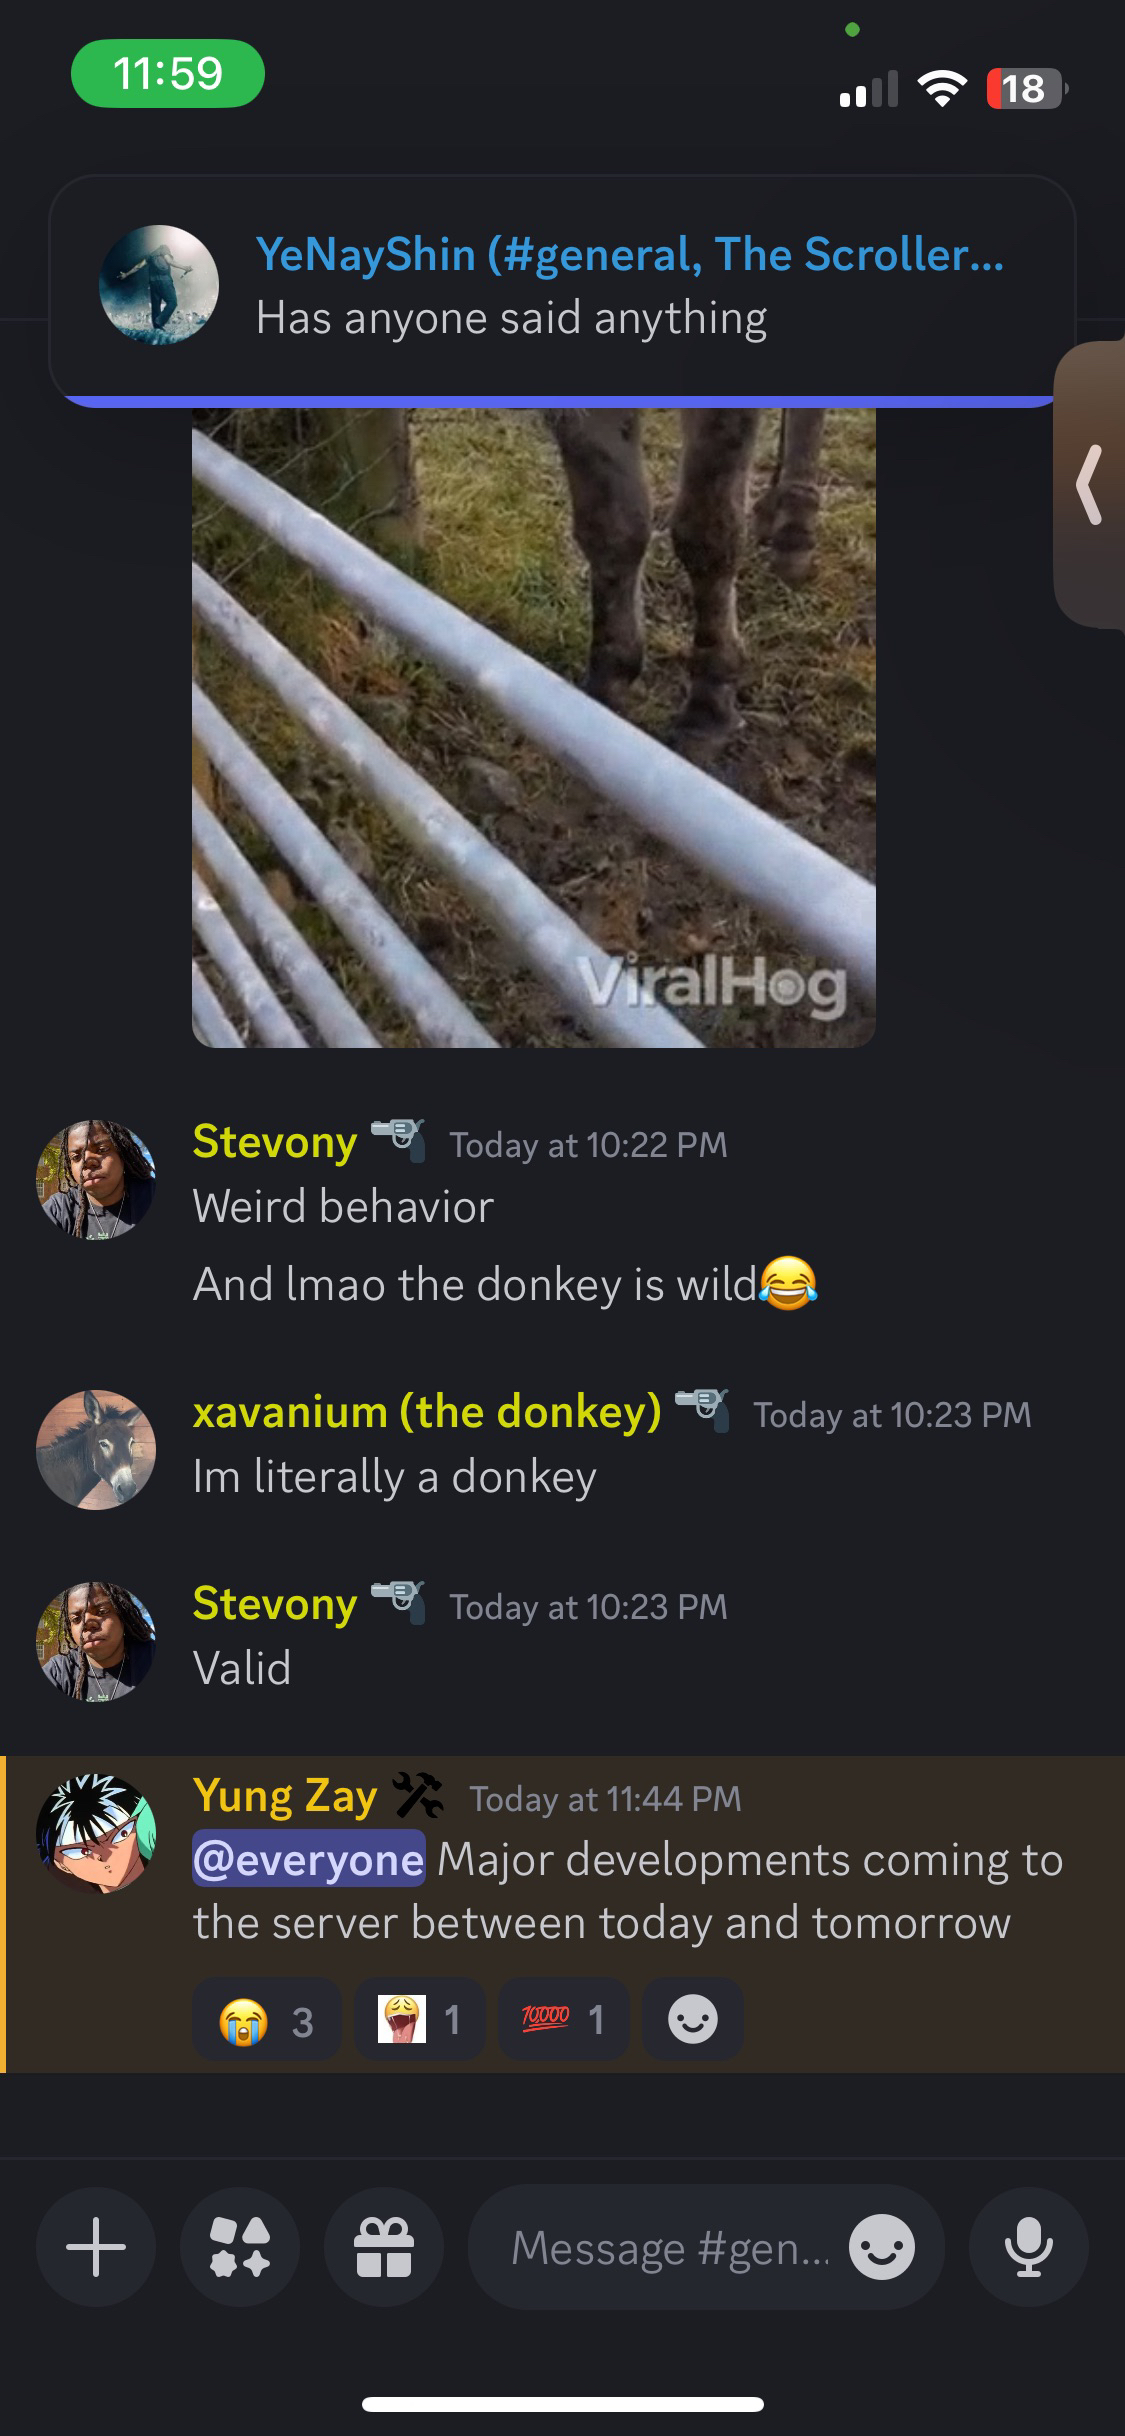 11:59
18
YeNayShin (#general, The Scroller...
Has anyone said anything
ViralHog
Stevony Today at 10:22 PM
Weird behavior
And lmao the donkey is wild😂
xavanium (the donkey) Today at 10:23 PM
Im literally a donkey
Stevony Today at 10:23 PM
Valid
Yung Zay Today at 11:44 PM
@everyone Major developments coming to
the server between today and tomorrow
3 1 10,000 1
Message #gen...